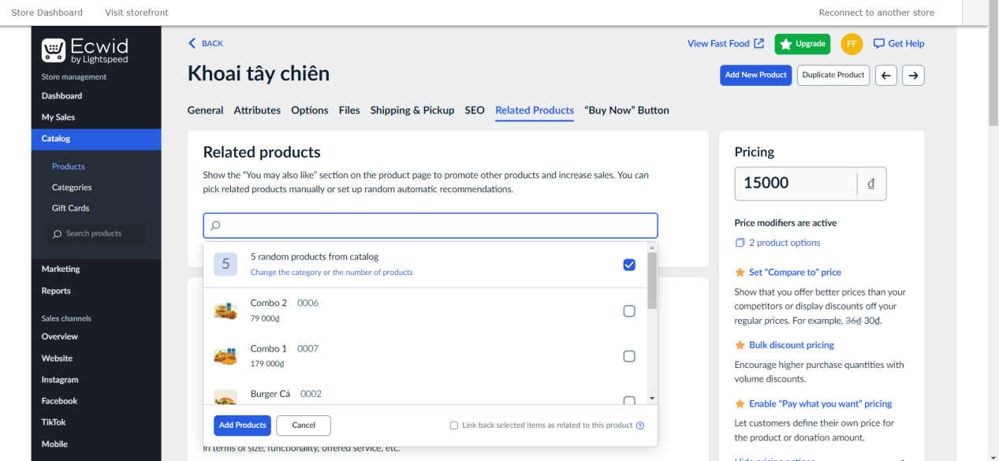 Store Dashboard
Visit storefront
Reconnect to another store
Ecwid
by Lightspeed
Store management
Dashboard
My Sales
Catalog
Products
Categories
Gift Cards
Search products
Marketing
Reports
Sales channels
Overview
Website
Instagram
Facebook
TikTok
Mobile
BACK
View Fast Food
Upgrade
FF
Get Help
Khoai tây chiên
Add New Product
Duplicate Product
General
Attributes
Options
Files
Shipping & Pickup
SEO
Related Products
“Buy Now” Button
Related products
Show the “You may also like” section on the product page to promote other products and increase sales. You can
pick related products manually or set up random automatic recommendations.
5
5 random products from catalog
Change the category or the number of products
Combo 2 0006
79 000₫
Combo 1 0007
179 000₫
Burger Cá 0002
Add Products
Cancel
Link back selected items as related to this product
in terms of size, functionality, offered service, etc.
Pricing
15000 ₫
Price modifiers are active
2 product options
Set “Compare to” price
Show that you offer better prices than your
competitors or display discounts off your
regular prices. For example, 36₫ 30₫.
Bulk discount pricing
Encourage higher purchase quantities with
volume discounts.
Enable “Pay what you want” pricing
Let customers define their own price for
the product or donation amount.
Hide pricing options